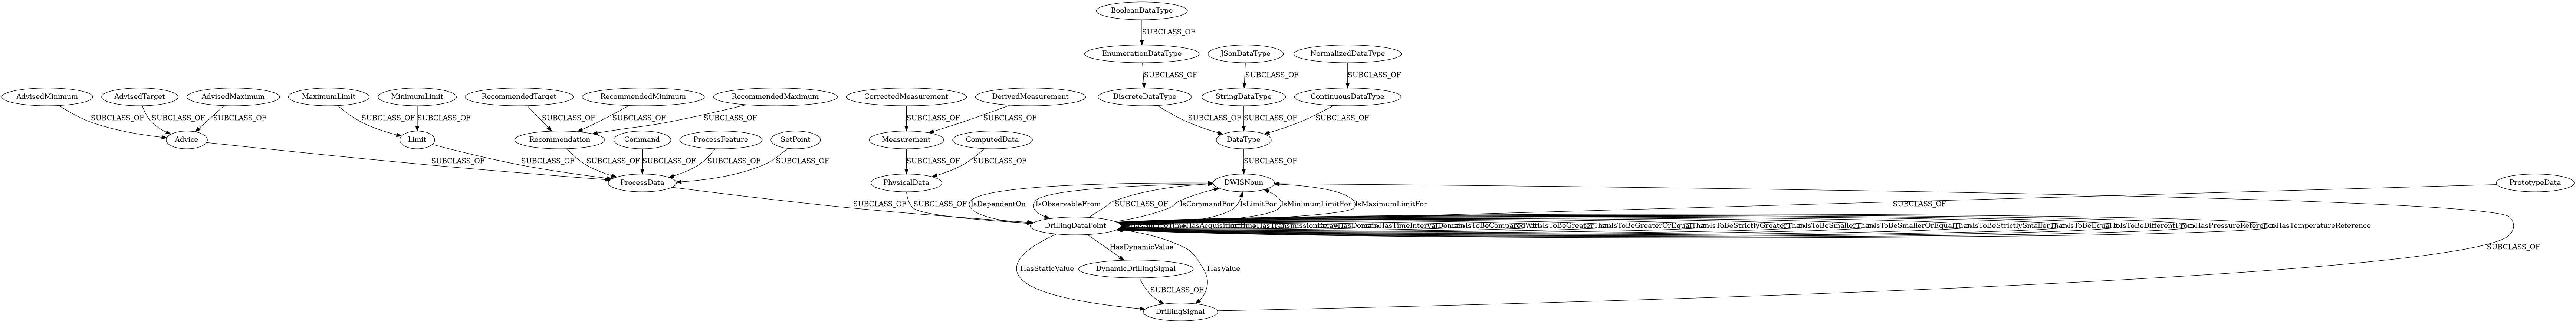 BooleanDataType
SUBCLASS_OF
EnumerationDataType
JSonDataType
NormalizedDataType
SUBCLASS_OF
SUBCLASS_OF
SUBCLASS_OF
AdvisedMinimum
AdvisedTarget
AdvisedMaximum
MaximumLimit
MinimumLimit
RecommendedTarget
RecommendedMinimum
RecommendedMaximum
CorrectedMeasurement
DerivedMeasurement
DiscreteDataType
StringDataType
ContinuousDataType
SUBCLASS_OF
SUBCLASS_OF
SUBCLASS_OF
SUBCLASS_OF
SUBCLASS_OF
SUBCLASS_OF
SUBCLASS_OF
SUBCLASS_OF
SUBCLASS_OF
SUBCLASS_OF
SUBCLASS_OF
SUBCLASS_OF
SUBCLASS_OF
Advice
Limit
Recommendation
Command
ProcessFeature
SetPoint
Measurement
ComputedData
DataType
SUBCLASS_OF
SUBCLASS_OF
SUBCLASS_OF
SUBCLASS_OF
SUBCLASS_OF
SUBCLASS_OF
SUBCLASS_OF
SUBCLASS_OF
SUBCLASS_OF
ProcessData
PhysicalData
DWISNoun
PrototypeData
SUBCLASS_OF
SUBCLASS_OF
IsDependentOn
IsObservableFrom
SUBCLASS_OF
IsCommandFor
IsLimitFor
IsMinimumLimitFor
IsMaximumLimitFor
SUBCLASS_OF
DrillingDataPoint
HasAcquisitionTime
HasTransmissionDelay
HasDomain
HasTimeIntervalDomain
IsToBeComparedWith
IsToBeGreaterThan
IsToBeGreaterOrEqualThan
IsToBeStrictlyGreaterThan
IsToBeSmallerThan
IsToBeSmallerOrEqualThan
IsToBeStrictlySmallerThan
IsToBeEqualTo
IsToBeDifferentFrom
HasPressureReference
HasTemperatureReference
HasDynamicValue
SUBCLASS_OF
HasStaticValue
DynamicDrillingSignal
HasValue
SUBCLASS_OF
DrillingSignal